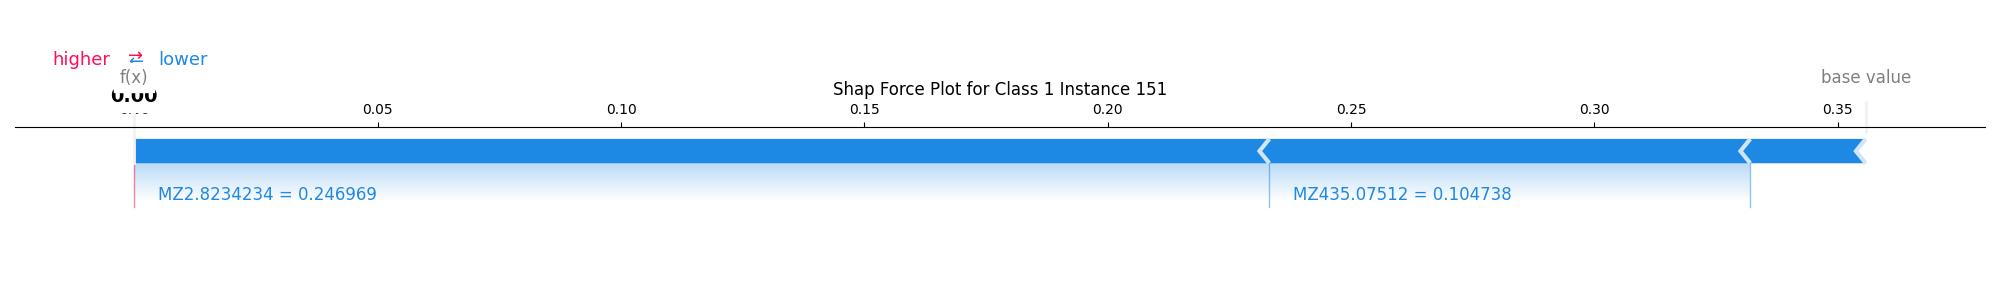 higher ⇄ lower
f(x)
base value
Shap Force Plot for Class 1 Instance 151
0.00
0.05 0.10 0.15 0.20 0.25 0.30 0.35
MZ2.8234234 = 0.246969 MZ435.07512 = 0.104738